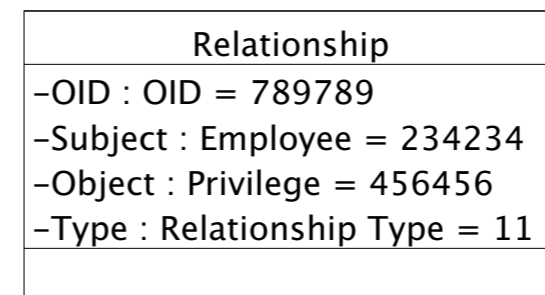 Relationship
–OID : OID = 789789
–Subject : Employee = 234234
–Object : Privilege = 456456
–Type : Relationship Type = 11